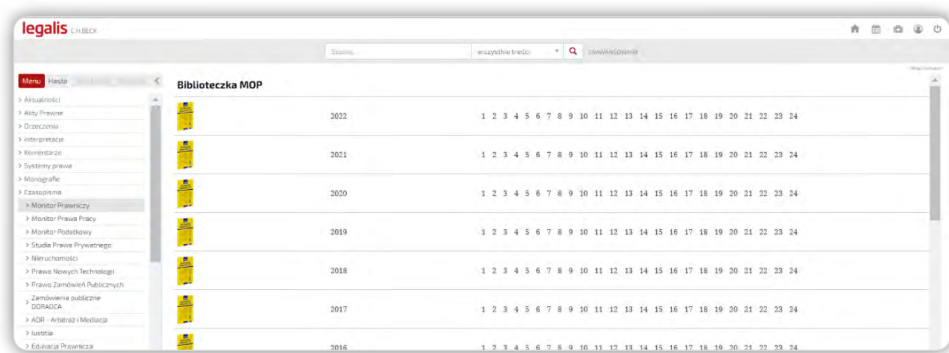 legalis C.H.BECK
Szukaj...
wszystkie treści
zaawansowane
Menu Hasła
Biblioteczka MOP
> Aktualności
> Akty Prawne
> Orzeczenia
> Interpretacje
> Komentarze
> Systemy prawa
> Monografie
> Czasopisma
> Monitor Prawniczy
> Monitor Prawa Pracy
> Monitor Podatkowy
> Studia Prawa Prywatnego
> Nieruchomości
> Prawo Nowych Technologii
> Prawo Zamówień Publicznych
> Zamówienia publiczne
DORADCA
> ADR - Arbitraż i Mediacja
> Iustitia
> Edukacja Prawnicza
2022 1 2 3 4 5 6 7 8 9 10 11 12 13 14 15 16 17 18 19 20 21 22 23 24
2021 1 2 3 4 5 6 7 8 9 10 11 12 13 14 15 16 17 18 19 20 21 22 23 24
2020 1 2 3 4 5 6 7 8 9 10 11 12 13 14 15 16 17 18 19 20 21 22 23 24
2019 1 2 3 4 5 6 7 8 9 10 11 12 13 14 15 16 17 18 19 20 21 22 23 24
2018 1 2 3 4 5 6 7 8 9 10 11 12 13 14 15 16 17 18 19 20 21 22 23 24
2017 1 2 3 4 5 6 7 8 9 10 11 12 13 14 15 16 17 18 19 20 21 22 23 24
2016 1 2 3 4 5 6 7 8 9 10 11 12 13 14 15 16 17 18 19 20 21 22 23 24